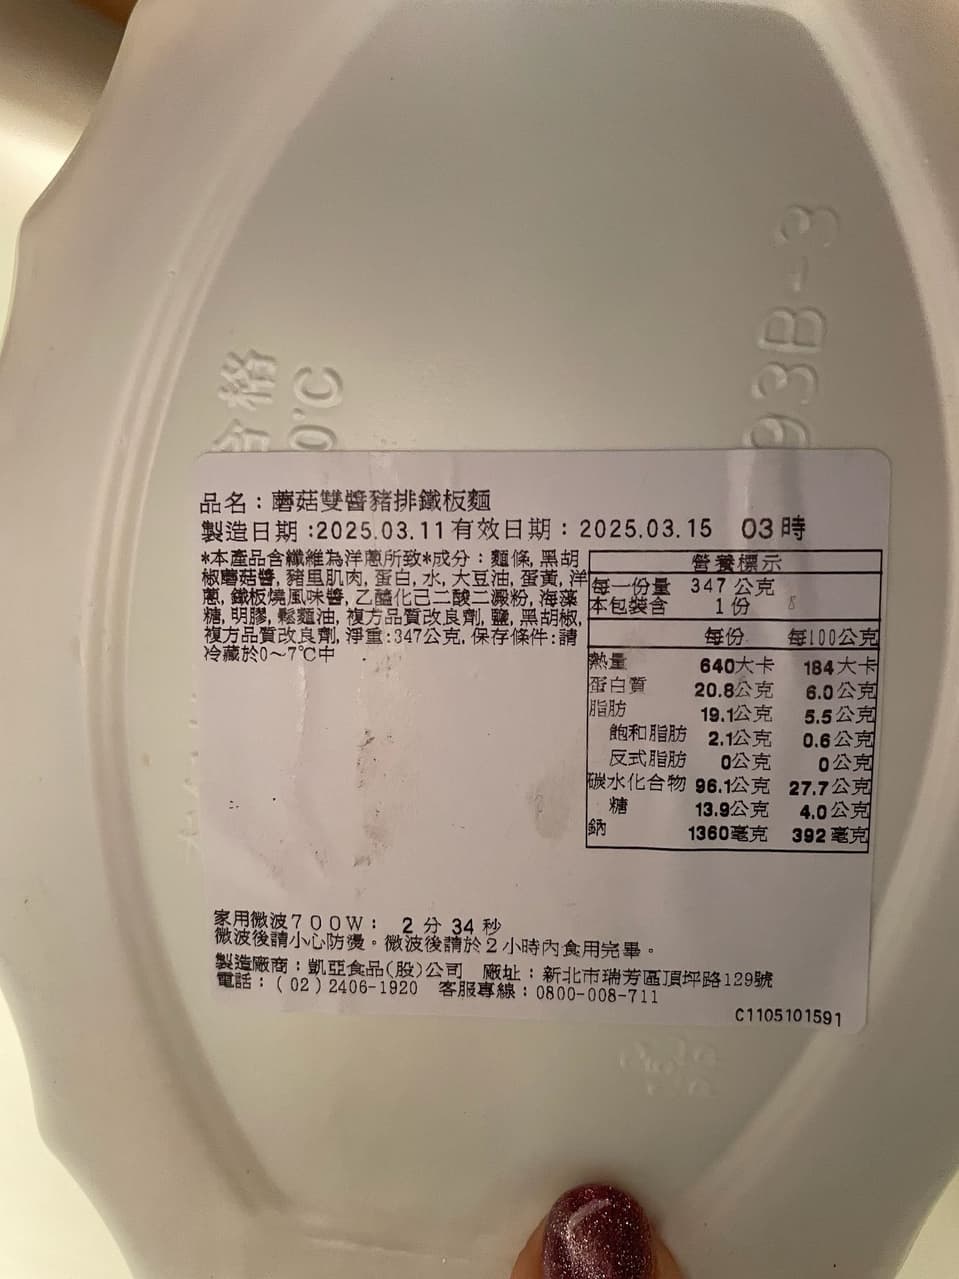 合格
0°C
93B-3
品名：蘑菇雙醬豬排鐵板麵
製造日期:2025.03.11 有效日期：2025.03.15 03時
*本產品含纖維為洋蔥所致*成分：麵條, 黑胡
椒蘑菇醬, 豬里肌肉, 蛋白, 水, 大豆油, 蛋黃, 洋
蔥, 鐵板燒風味醬, 乙醯化己二酸二澱粉, 海藻
糖, 明膠, 鬆麵油, 複方品質改良劑, 鹽, 黑胡椒,
複方品質改良劑, 淨重:347公克, 保存條件:請
冷藏於0～7℃中
營養標示
每一份量 347 公克
本包裝含 1 份
每份 每100公克
熱量 640大卡 184大卡
蛋白質 20.8公克 6.0公克
脂肪 19.1公克 5.5公克
飽和脂肪 2.1公克 0.6公克
反式脂肪 0公克 0公克
碳水化合物 96.1公克 27.7公克
糖 13.9公克 4.0公克
鈉 1360毫克 392毫克
家用微波700W： 2 分 34 秒
微波後請小心防燙。微波後請於2小時內食用完畢。
製造廠商：凱亞食品(股)公司 廠址：新北市瑞芳區頂坪路129號
電話：(02)2406-1920 客服專線：0800-008-711
C1105101591